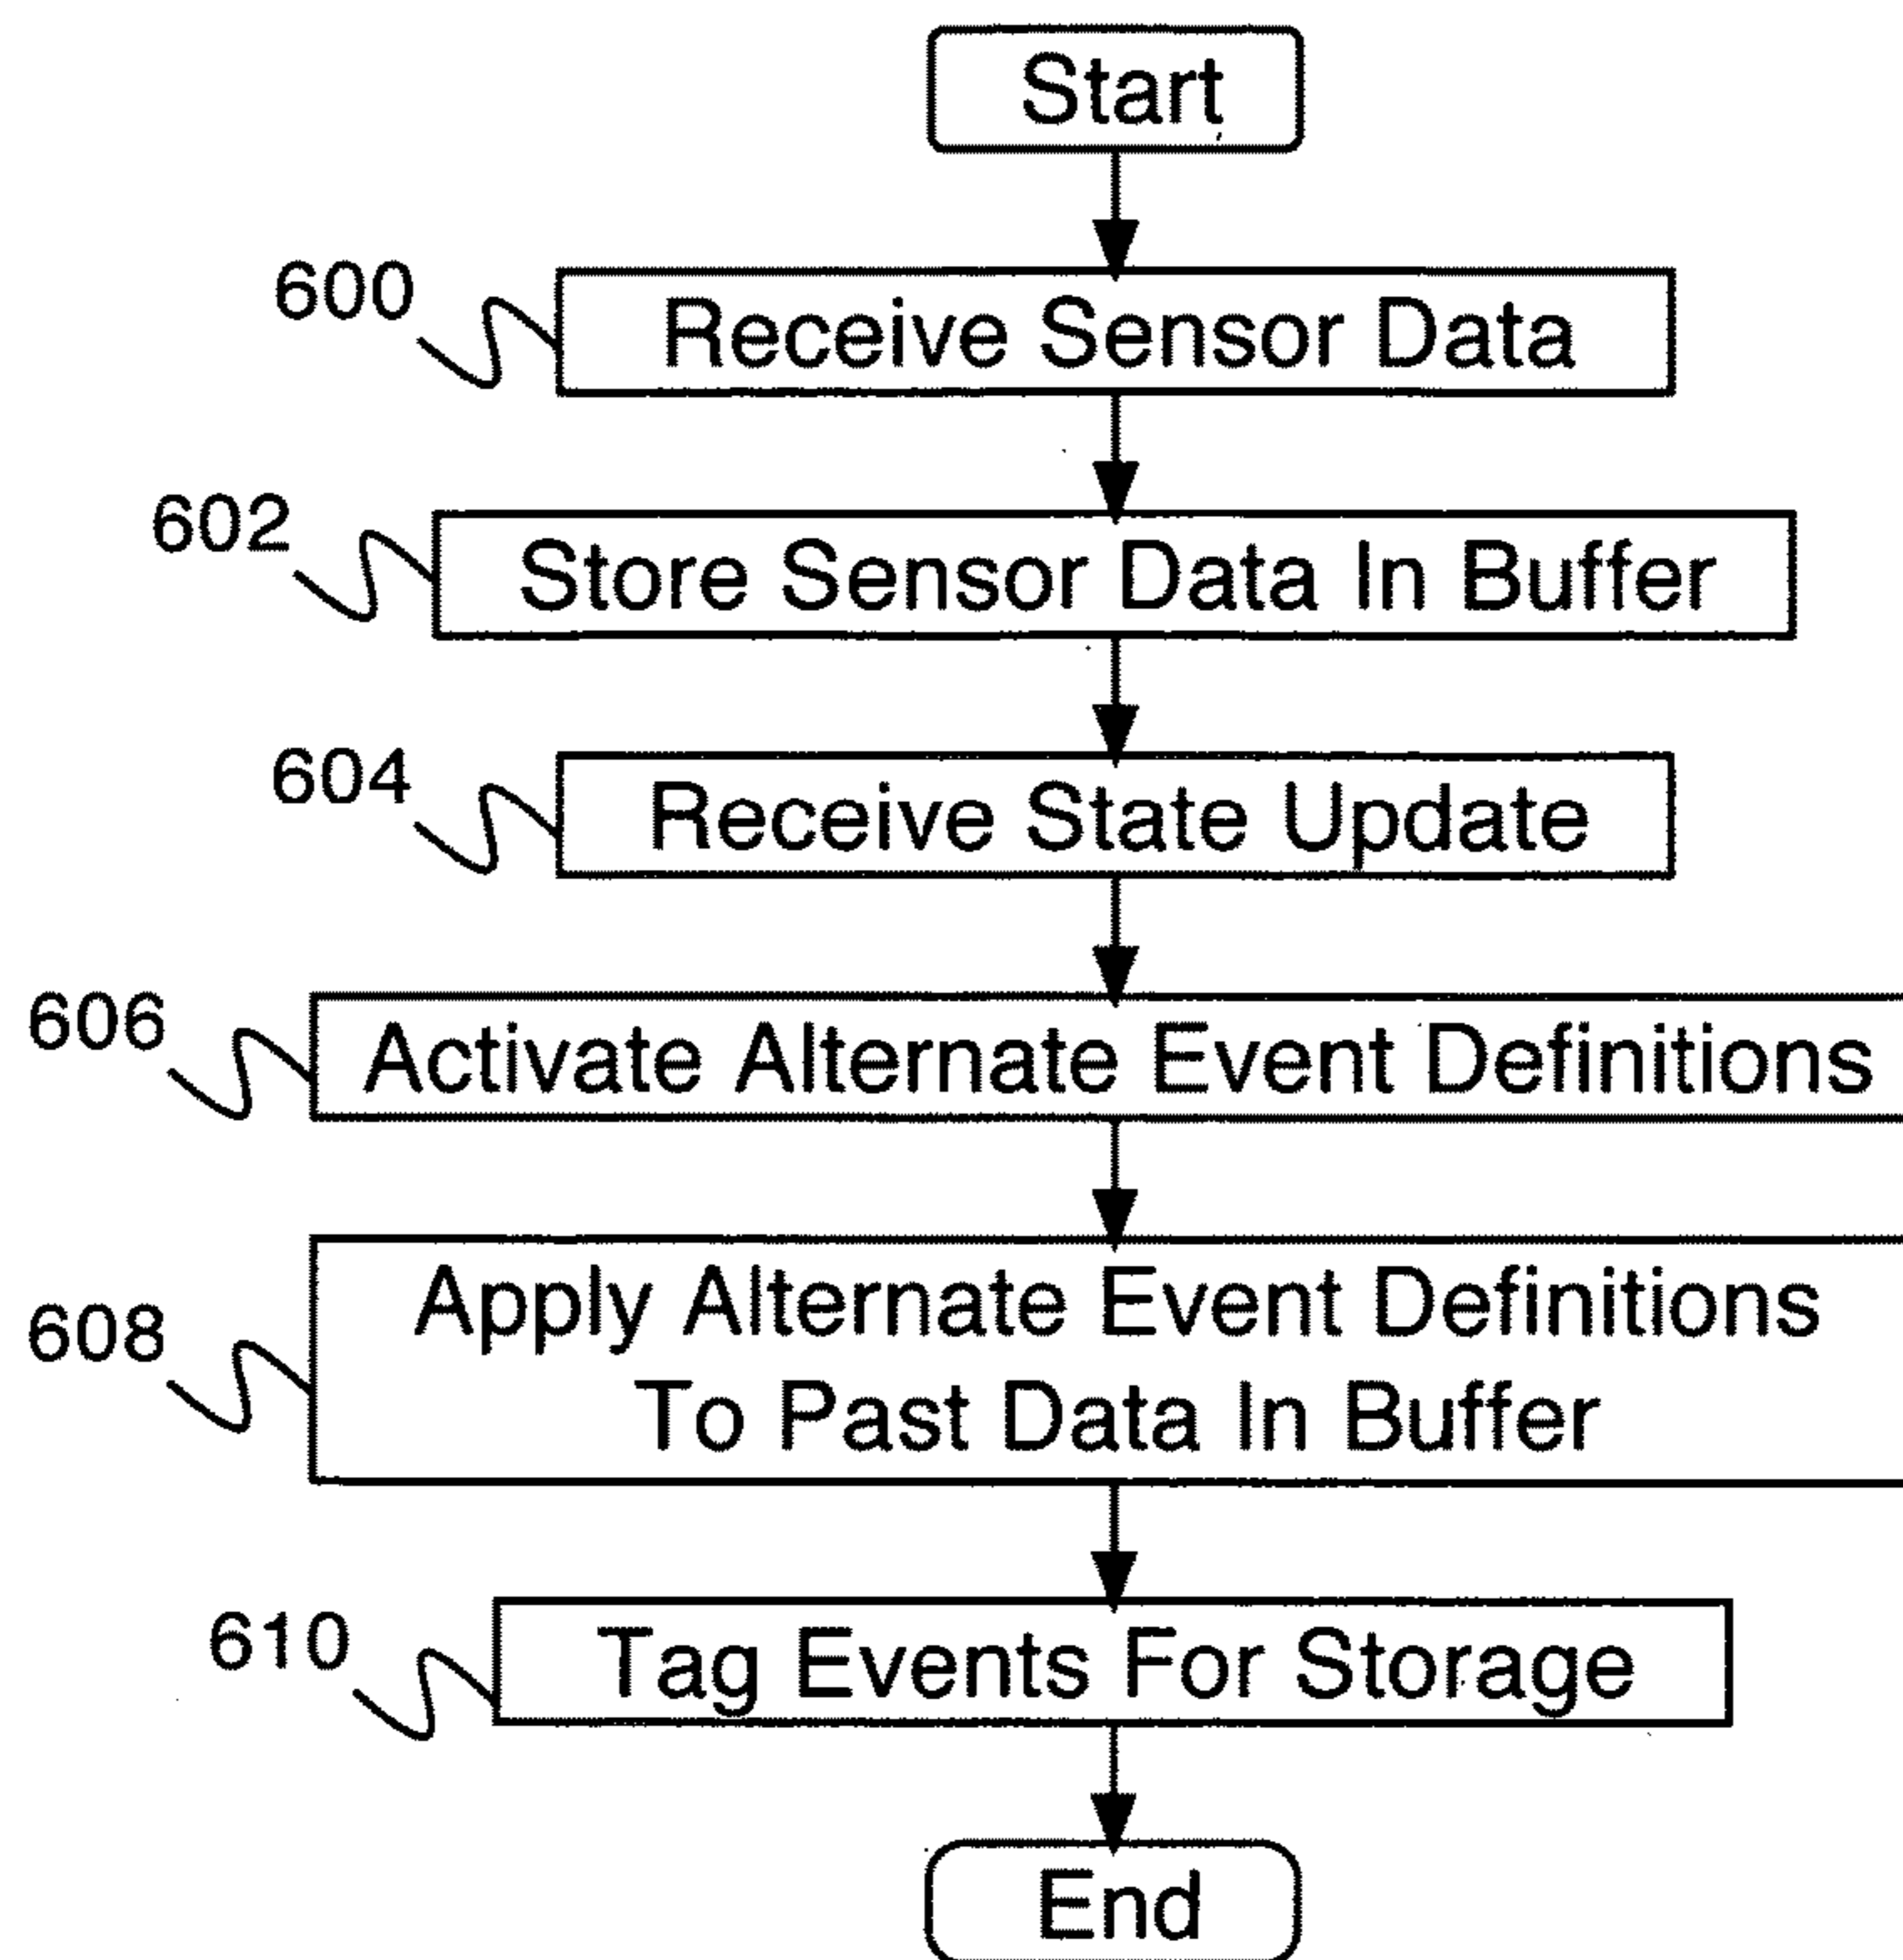 Start
600
Receive Sensor Data
602
Store Sensor Data In Buffer
604
Receive State Update
606
Activate Alternate Event Definitions
608
Apply Alternate Event Definitions
To Past Data In Buffer
610
Tag Events For Storage
End